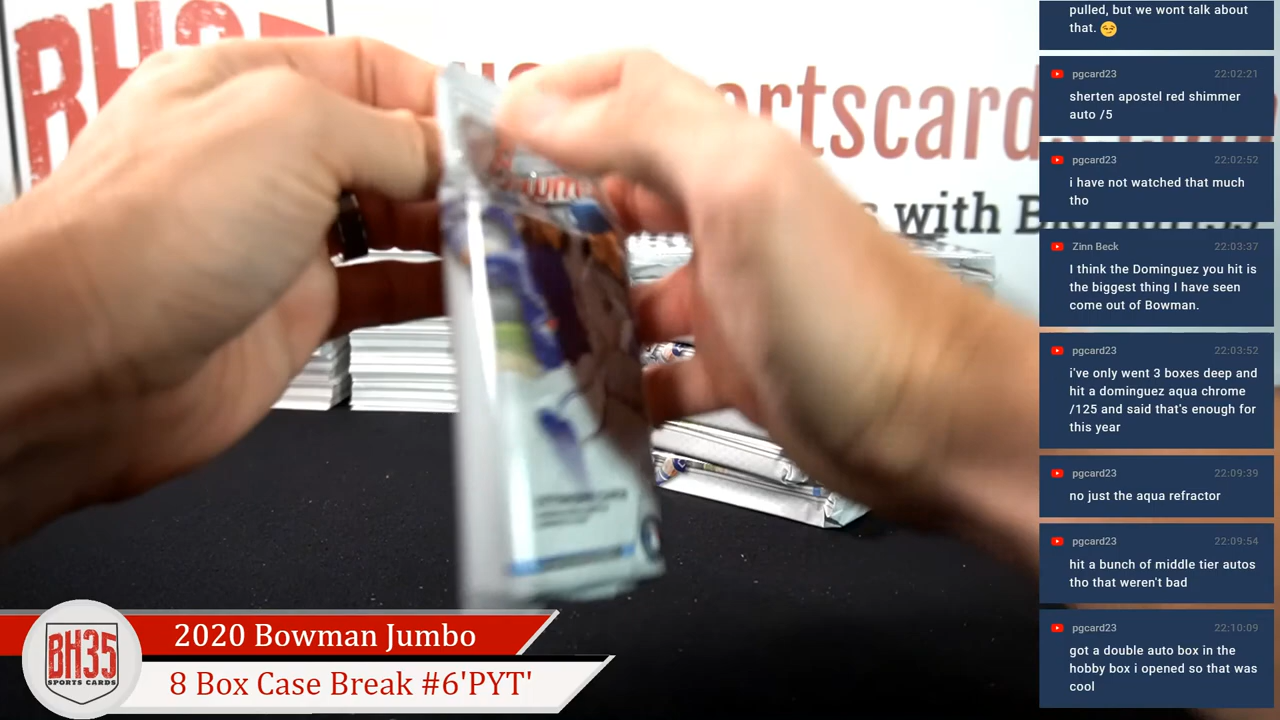 BH35
rtscards.
s with B
2020 Bowman Jumbo
8 Box Case Break #6'PYT'
BH35
SPORTS CARDS
pulled, but we wont talk about
that. 😏
pgcard23 22:02:21
sherten apostel red shimmer
auto /5
pgcard23 22:02:52
i have not watched that much
tho
Zinn Beck 22:03:37
I think the Dominguez you hit is
the biggest thing I have seen
come out of Bowman.
pgcard23 22:03:52
i've only went 3 boxes deep and
hit a dominguez aqua chrome
/125 and said that's enough for
this year
pgcard23 22:09:39
no just the aqua refractor
pgcard23 22:09:54
hit a bunch of middle tier autos
tho that weren't bad
pgcard23 22:10:09
got a double auto box in the
hobby box i opened so that was
cool